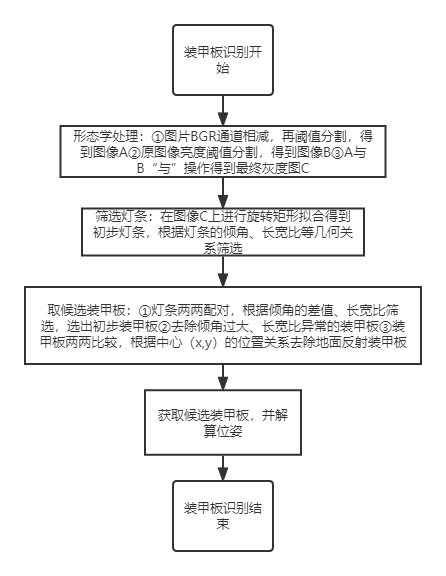 装甲板识别开
始
形态学处理：①图片BGR通道相减，再阈值分割，得
到图像A②原图像亮度阈值分割，得到图像B③A与
B“与”操作得到最终灰度图C
筛选灯条：在图像C上进行旋转矩形拟合得到
初步灯条，根据灯条的倾角、长宽比等几何关
系筛选
取候选装甲板：①灯条两两配对，根据倾角的差值、长宽比筛
选，选出初步装甲板②去除倾角过大、长宽比异常的装甲板③装
甲板两两比较，根据中心（x,y）的位置关系去除地面反射装甲板
获取候选装甲板，并解
算位姿
装甲板识别结
束